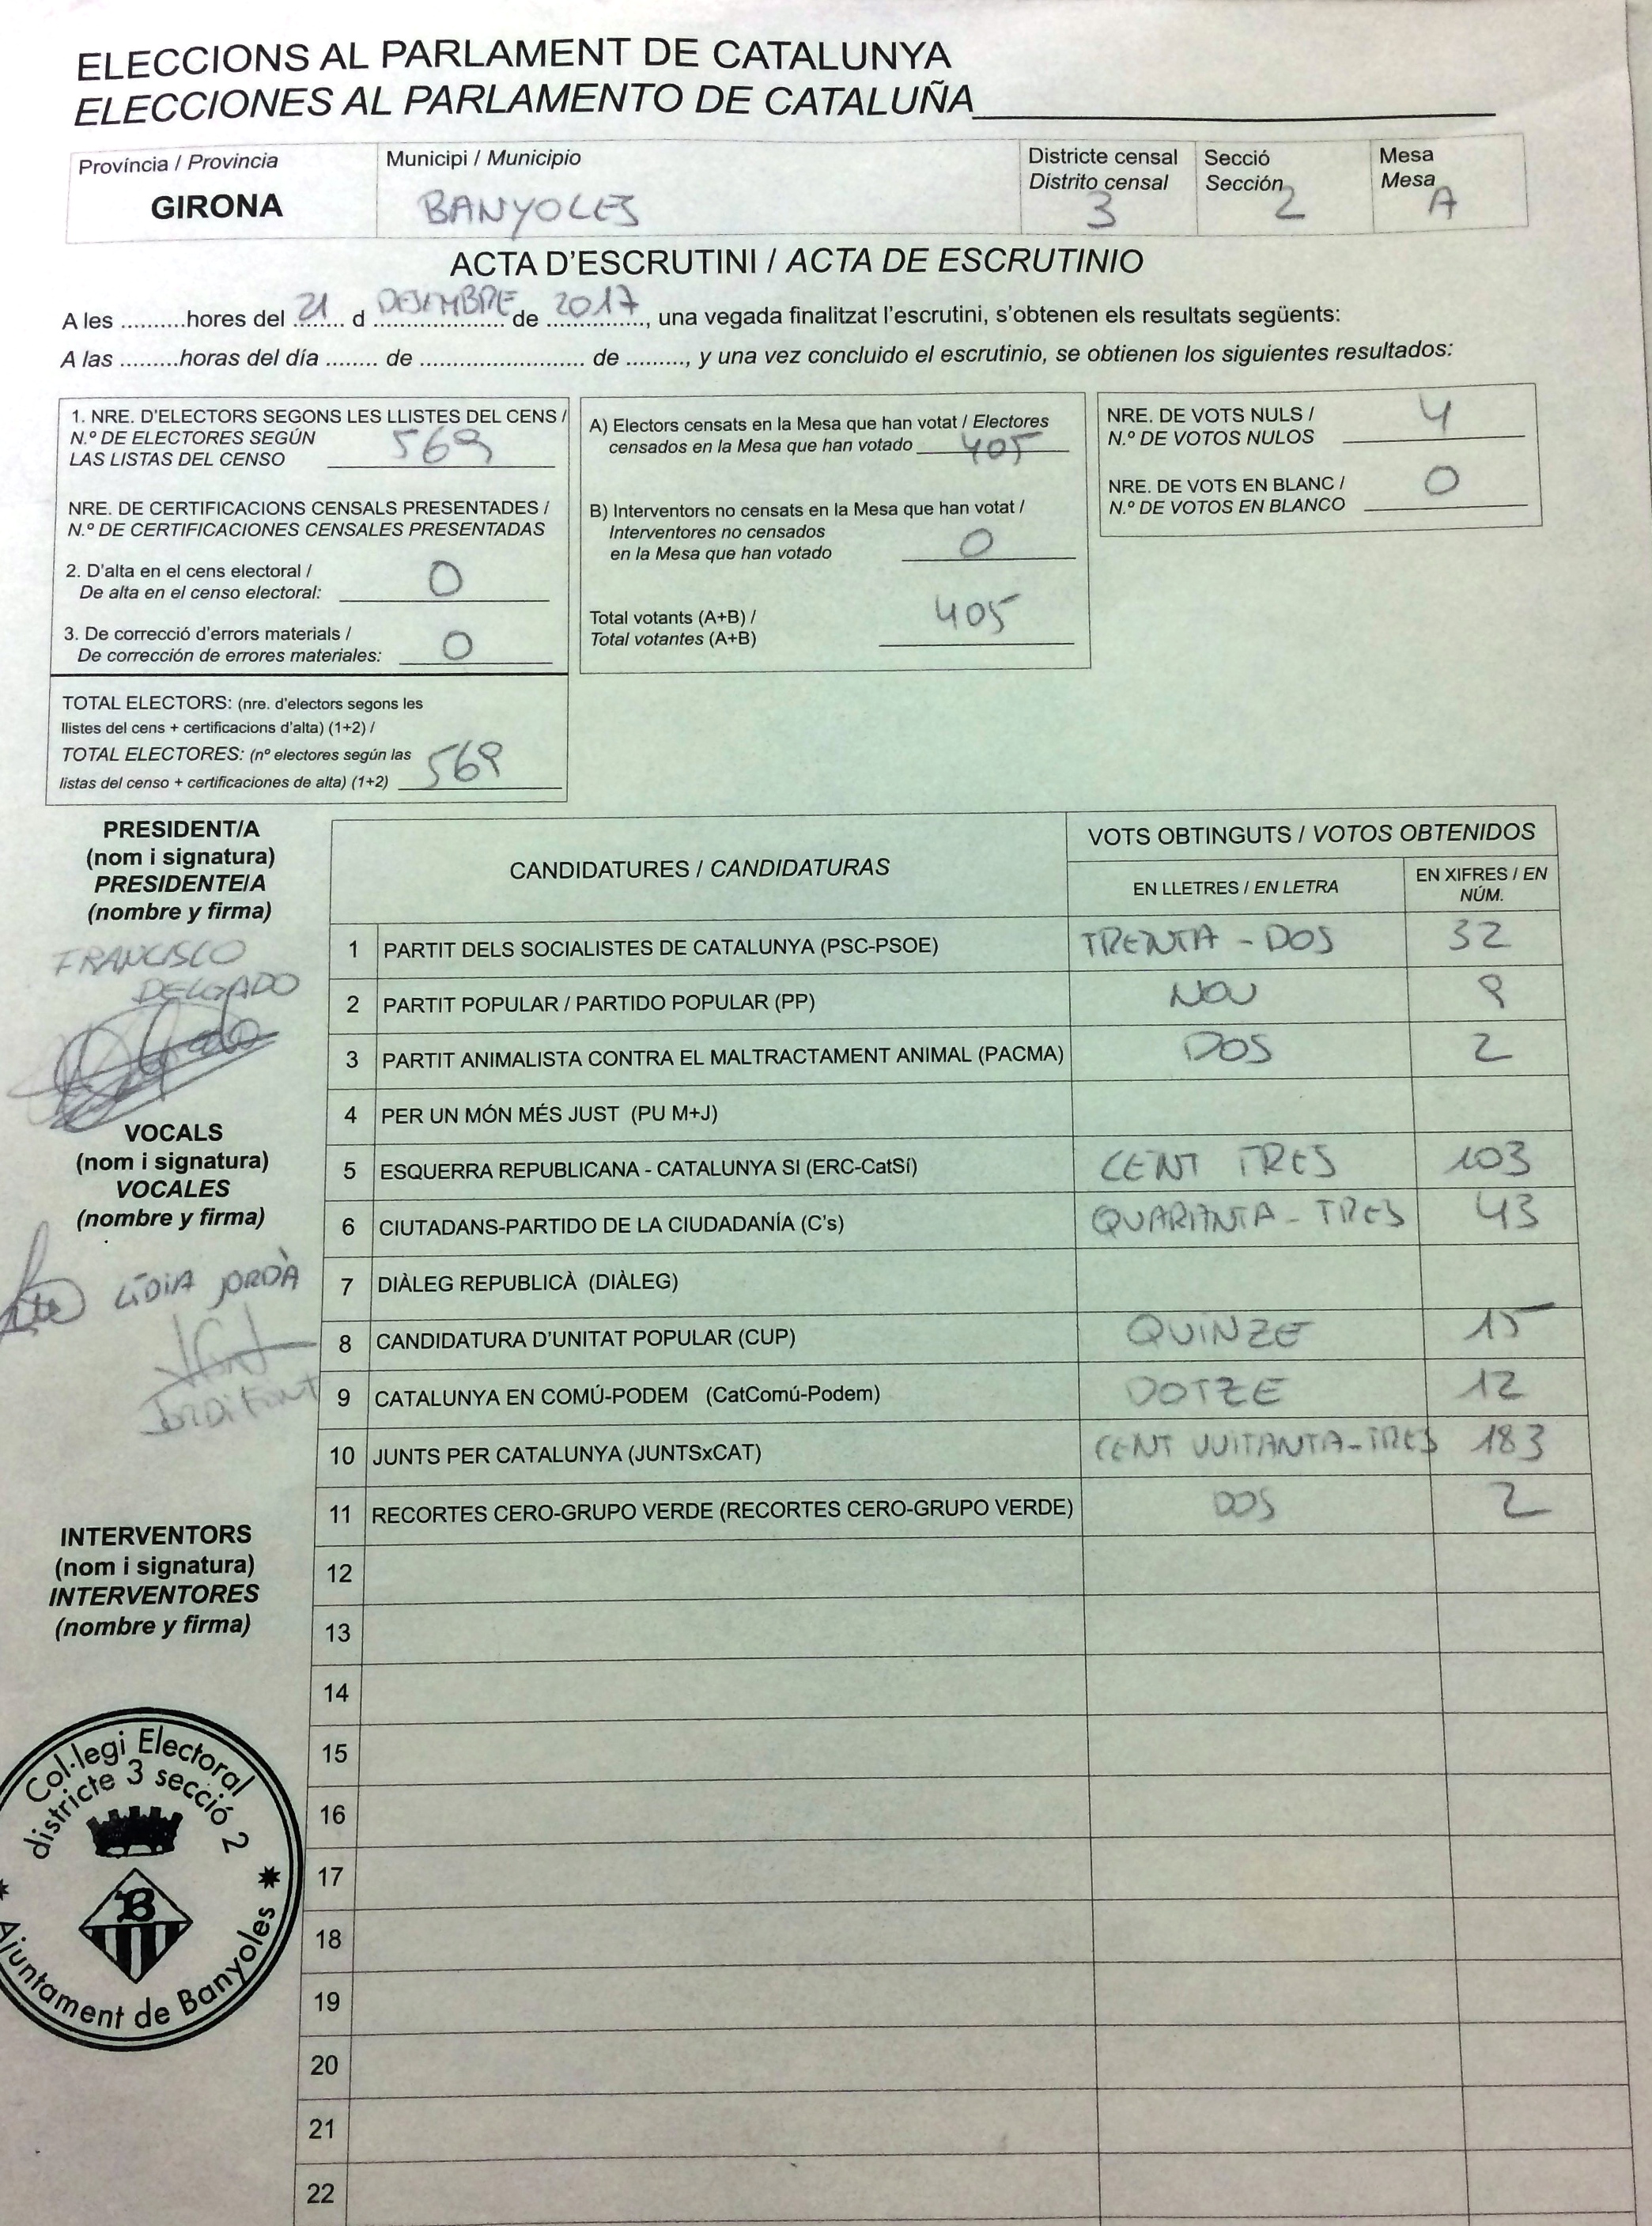 ELECCIONS AL PARLAMENT DE CATALUNYA
ELECCIONES AL PARLAMENTO DE CATALUÑA
Província / Provincia
GIRONA
Municipi / Municipio
BANYOLES
Districte censal
Distrito censal
3
Secció
Sección
2
Mesa
Mesa
A
ACTA D'ESCRUTINI / ACTA DE ESCRUTINIO
A les .........hores del 21 d DESEMBRE de 2017, una vegada finalitzat l'escrutini, s'obtenen els resultats següents:
A las .........horas del día ........ de ......................... de ........., y una vez concluido el escrutinio, se obtienen los siguientes resultados:
1. NRE. D'ELECTORS SEGONS LES LLISTES DEL CENS /
N.º DE ELECTORES SEGÚN
LAS LISTAS DEL CENSO 569
NRE. DE CERTIFICACIONS CENSALS PRESENTADES /
N.º DE CERTIFICACIONES CENSALES PRESENTADAS
2. D'alta en el cens electoral /
De alta en el censo electoral: 0
3. De correcció d'errors materials /
De corrección de errores materiales: 0
TOTAL ELECTORS: (nre. d'electors segons les
llistes del cens + certificacions d'alta) (1+2) /
TOTAL ELECTORES: (nº electores según las
listas del censo + certificaciones de alta) (1+2) 569
A) Electors censats en la Mesa que han votat / Electores
censados en la Mesa que han votado 405
B) Interventors no censats en la Mesa que han votat /
Interventores no censados
en la Mesa que han votado 0
Total votants (A+B) /
Total votantes (A+B) 405
NRE. DE VOTS NULS /
N.º DE VOTOS NULOS 4
NRE. DE VOTS EN BLANC /
N.º DE VOTOS EN BLANCO 0
PRESIDENT/A
(nom i signatura)
PRESIDENTE/A
(nombre y firma)
FRANCISCO
DELGADO
VOCALS
(nom i signatura)
VOCALES
(nombre y firma)
LÍDIA JORDÀ
Jordi Font
INTERVENTORS
(nom i signatura)
INTERVENTORES
(nombre y firma)
Col·legi Electoral
districte 3 secció 2
B
Ajuntament de Banyoles
CANDIDATURES / CANDIDATURAS
VOTS OBTINGUTS / VOTOS OBTENIDOS
EN LLETRES / EN LETRA
EN XIFRES / EN
NÚM.
1 PARTIT DELS SOCIALISTES DE CATALUNYA (PSC-PSOE) TRENTA - DOS 32
2 PARTIT POPULAR / PARTIDO POPULAR (PP) NOU 9
3 PARTIT ANIMALISTA CONTRA EL MALTRACTAMENT ANIMAL (PACMA) DOS 2
4 PER UN MÓN MÉS JUST (PU M+J)
5 ESQUERRA REPUBLICANA - CATALUNYA SI (ERC-CatSí) CENT TRES 103
6 CIUTADANS-PARTIDO DE LA CIUDADANÍA (C's) QUARANTA - TRES 43
7 DIÀLEG REPUBLICÀ (DIÀLEG)
8 CANDIDATURA D'UNITAT POPULAR (CUP) QUINZE 15
9 CATALUNYA EN COMÚ-PODEM (CatComú-Podem) DOTZE 12
10 JUNTS PER CATALUNYA (JUNTSxCAT) CENT VUITANTA-TRES 183
11 RECORTES CERO-GRUPO VERDE (RECORTES CERO-GRUPO VERDE) DOS 2
12
13
14
15
16
17
18
19
20
21
22